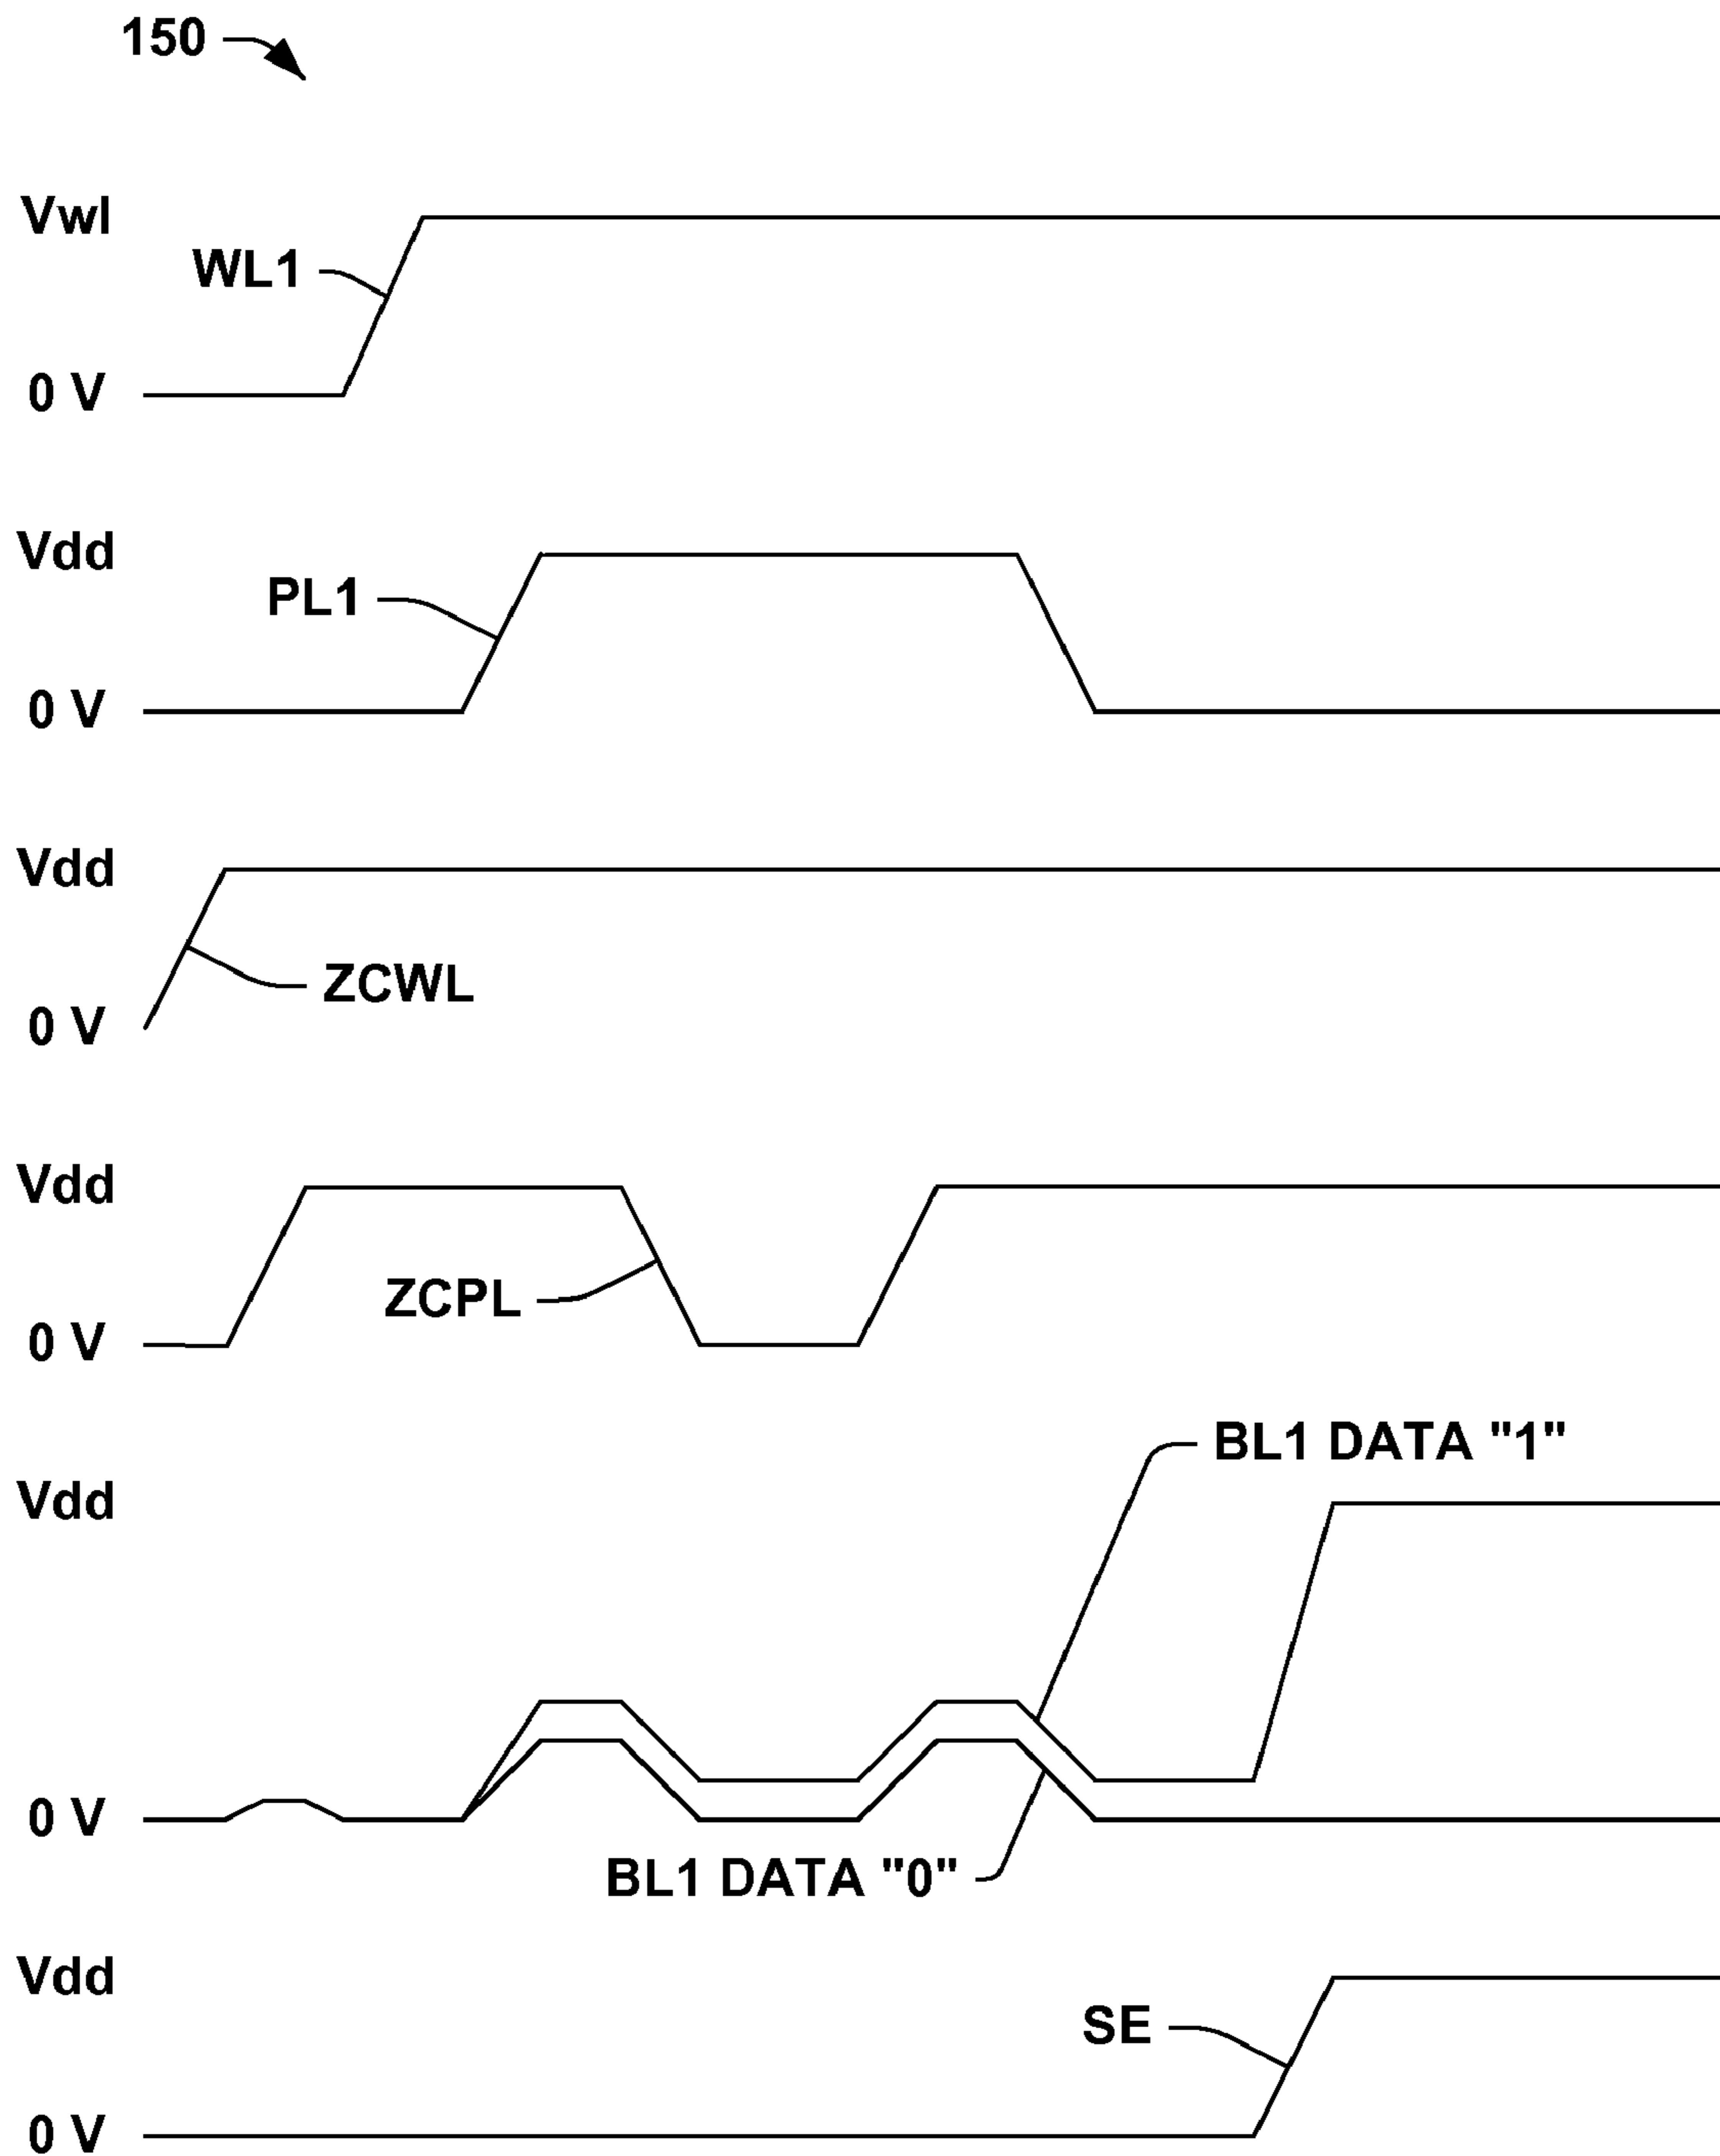 150
Vwl
WL1
0 V
Vdd
PL1
0 V
Vdd
ZCWL
0 V
Vdd
ZCPL
0 V
BL1 DATA "1"
Vdd
0 V
BL1 DATA "0"
Vdd
SE
0 V